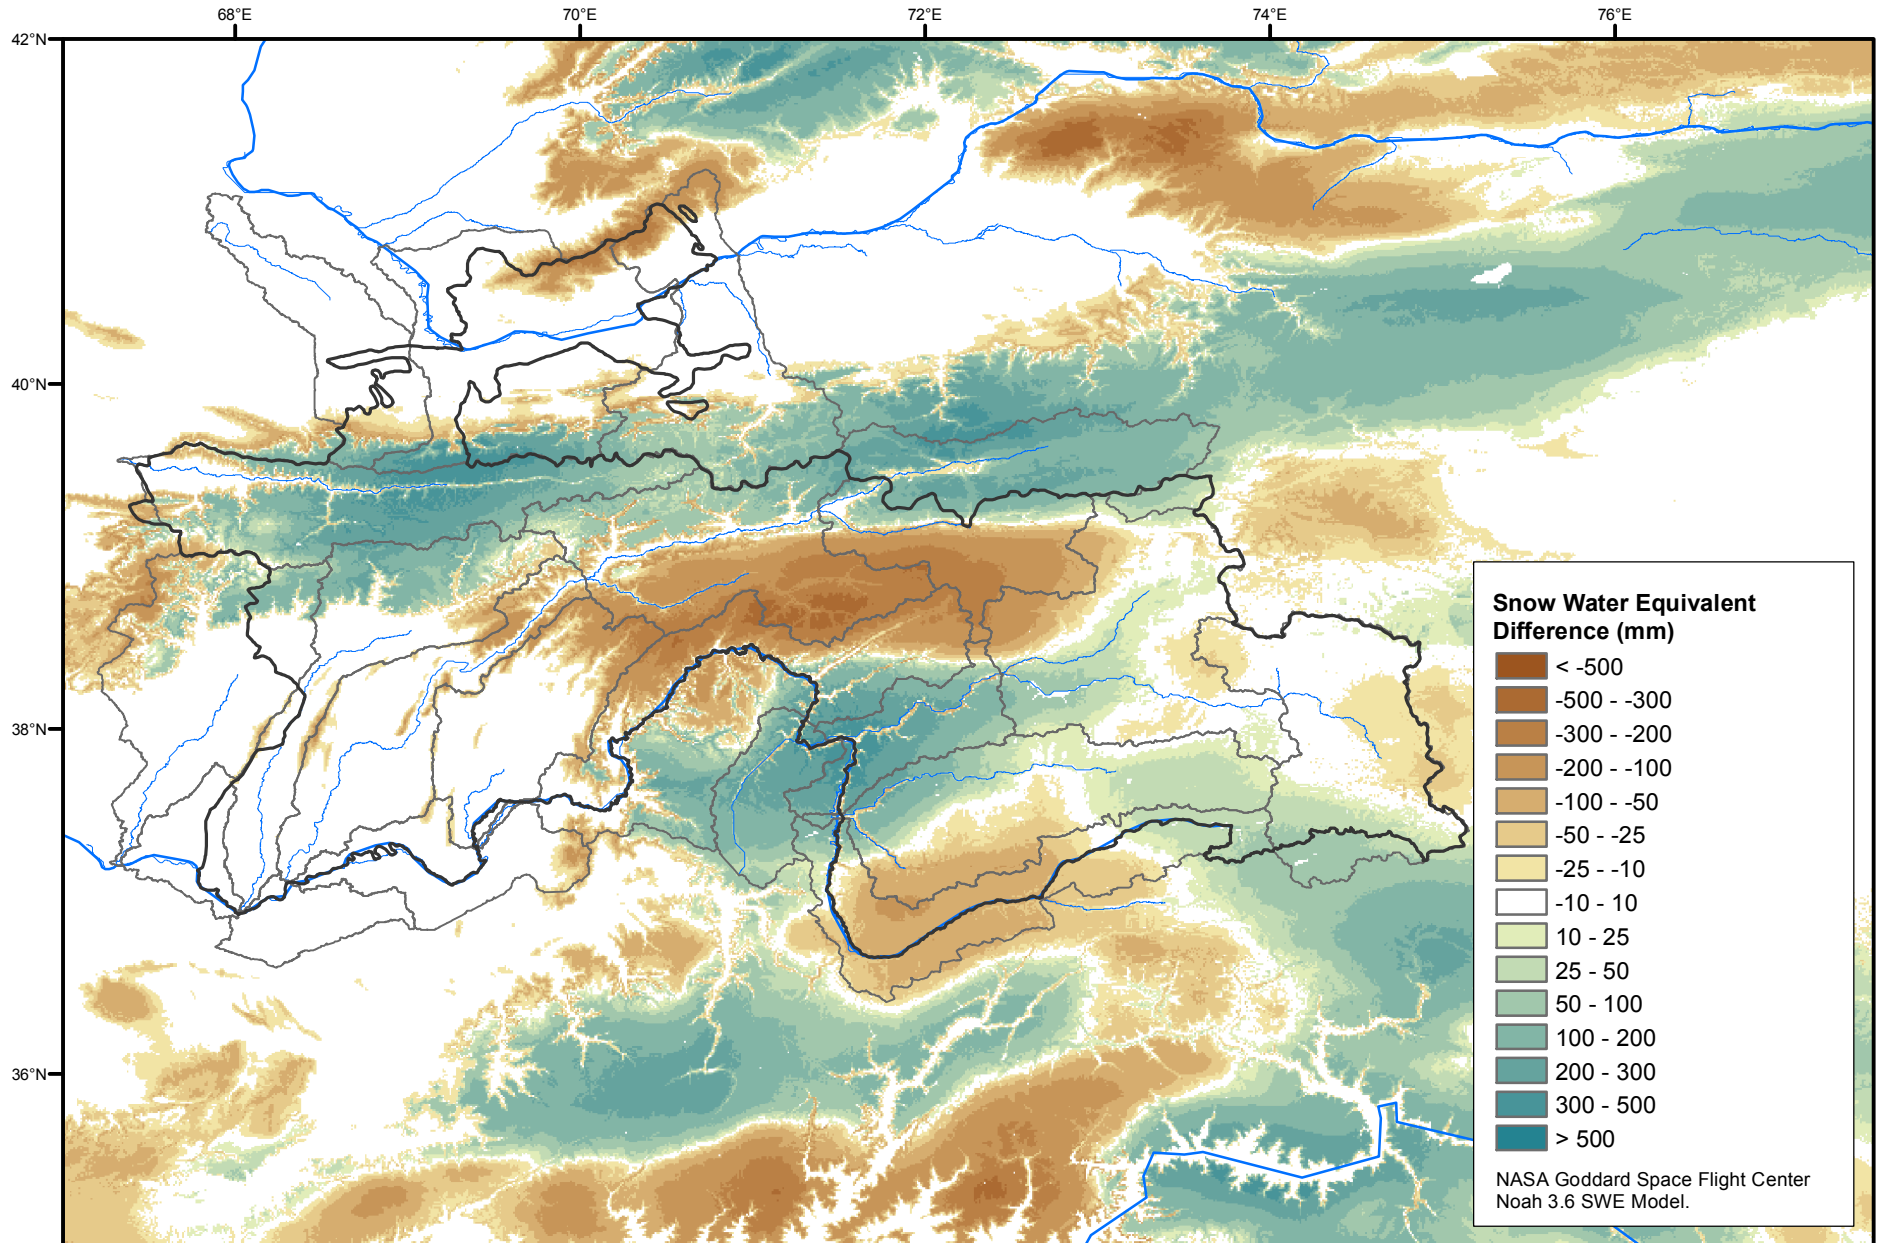 68°E
70°E
72°E
74°E
76°E
42°N
40°N
38°N
36°N
Snow Water Equivalent
Difference (mm)
< -500
-500 - -300
-300 - -200
-200 - -100
-100 - -50
-50 - -25
-25 - -10
-10 - 10
10 - 25
25 - 50
50 - 100
100 - 200
200 - 300
300 - 500
> 500
NASA Goddard Space Flight Center
Noah 3.6 SWE Model.